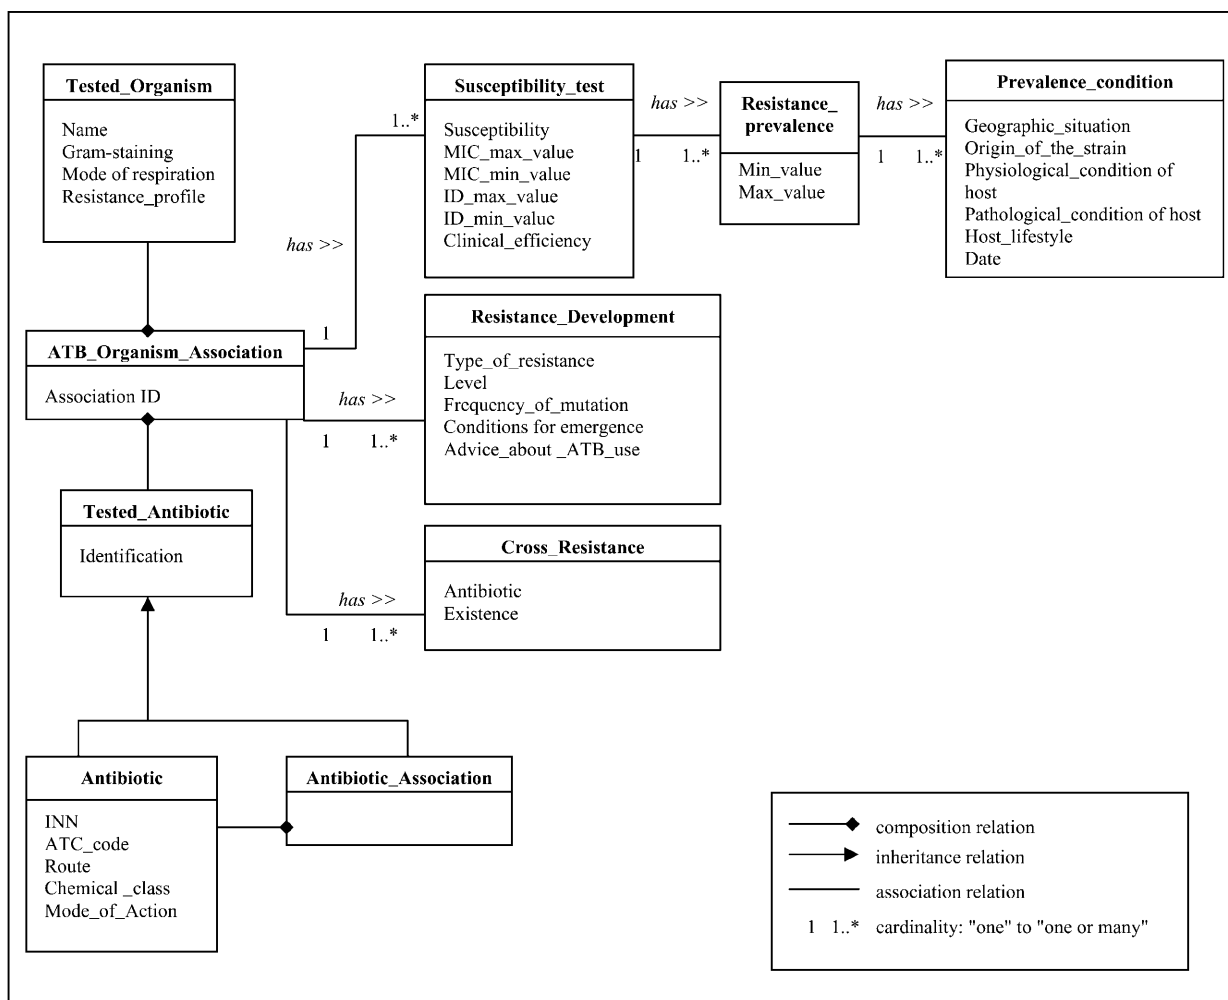 Tested_Organism
Name
Gram-staining
Mode of respiration
Resistance_profile
Susceptibility_test
Susceptibility
MIC_max_value
MIC_min_value
ID_max_value
ID_min_value
Clinical_efficiency
has >>
1 1..*
Resistance_
prevalence
Min_value
Max_value
has >>
1 1..*
Prevalence_condition
Geographic_situation
Origin_of_the_strain
Physiological_condition of
host
Pathological_condition of host
Host_lifestyle
Date
1..*
has >>
1
ATB_Organism_Association
Association ID
has >>
1 1..*
Resistance_Development
Type_of_resistance
Level
Frequency_of_mutation
Conditions for emergence
Advice_about _ATB_use
Tested_Antibiotic
Identification
has >>
1 1..*
Cross_Resistance
Antibiotic
Existence
Antibiotic
INN
ATC_code
Route
Chemical _class
Mode_of_Action
Antibiotic_Association
composition relation
inheritance relation
association relation
1 1..* cardinality: "one" to "one or many"